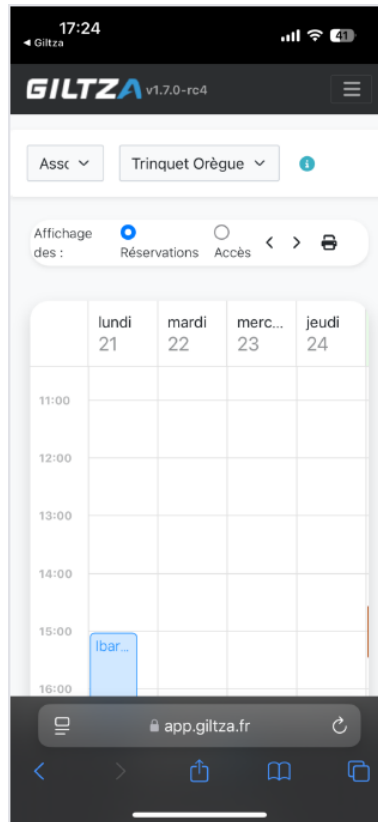 17:24
◀ Giltza
41
GILTZA v1.7.0-rc4
Assc
Trinquet Orègue
Affichage des :
Réservations
Accès
lundi 21
mardi 22
merc... 23
jeudi 24
11:00
12:00
13:00
14:00
15:00
Ibar...
16:00
app.giltza.fr